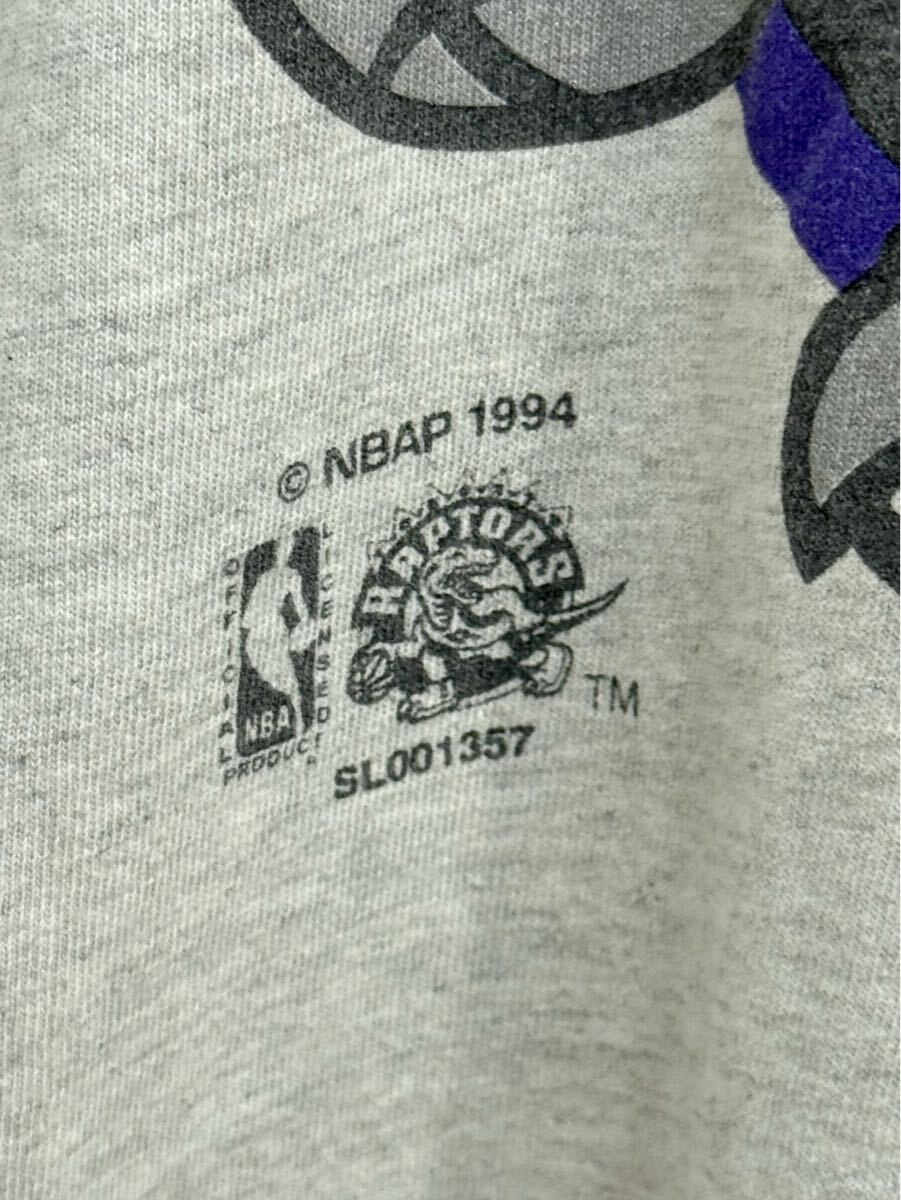 © NBAP 1994
OFFICIAL
LICENSED
NBA
PRODUCT
RAPTORS
TM
SL001357